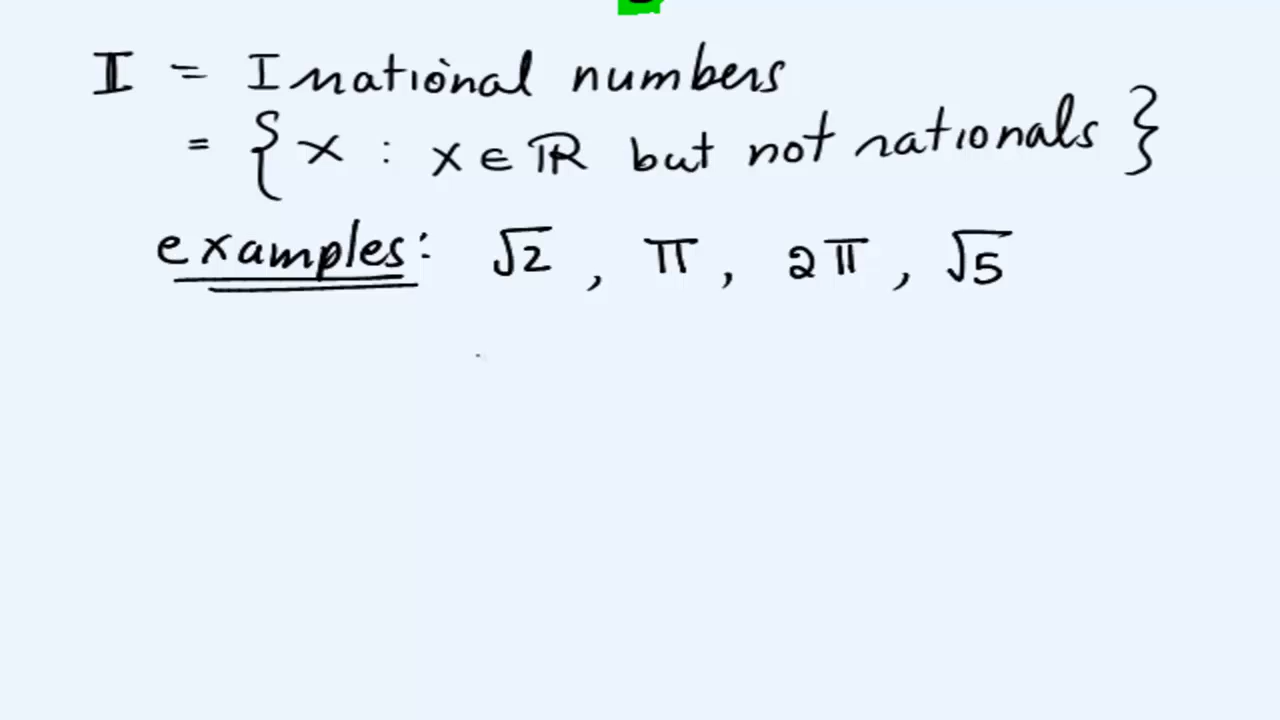 I = Irrational numbers
= { x : x ∈ ℝ but not rationals }
examples: √2 , π , 2π , √5